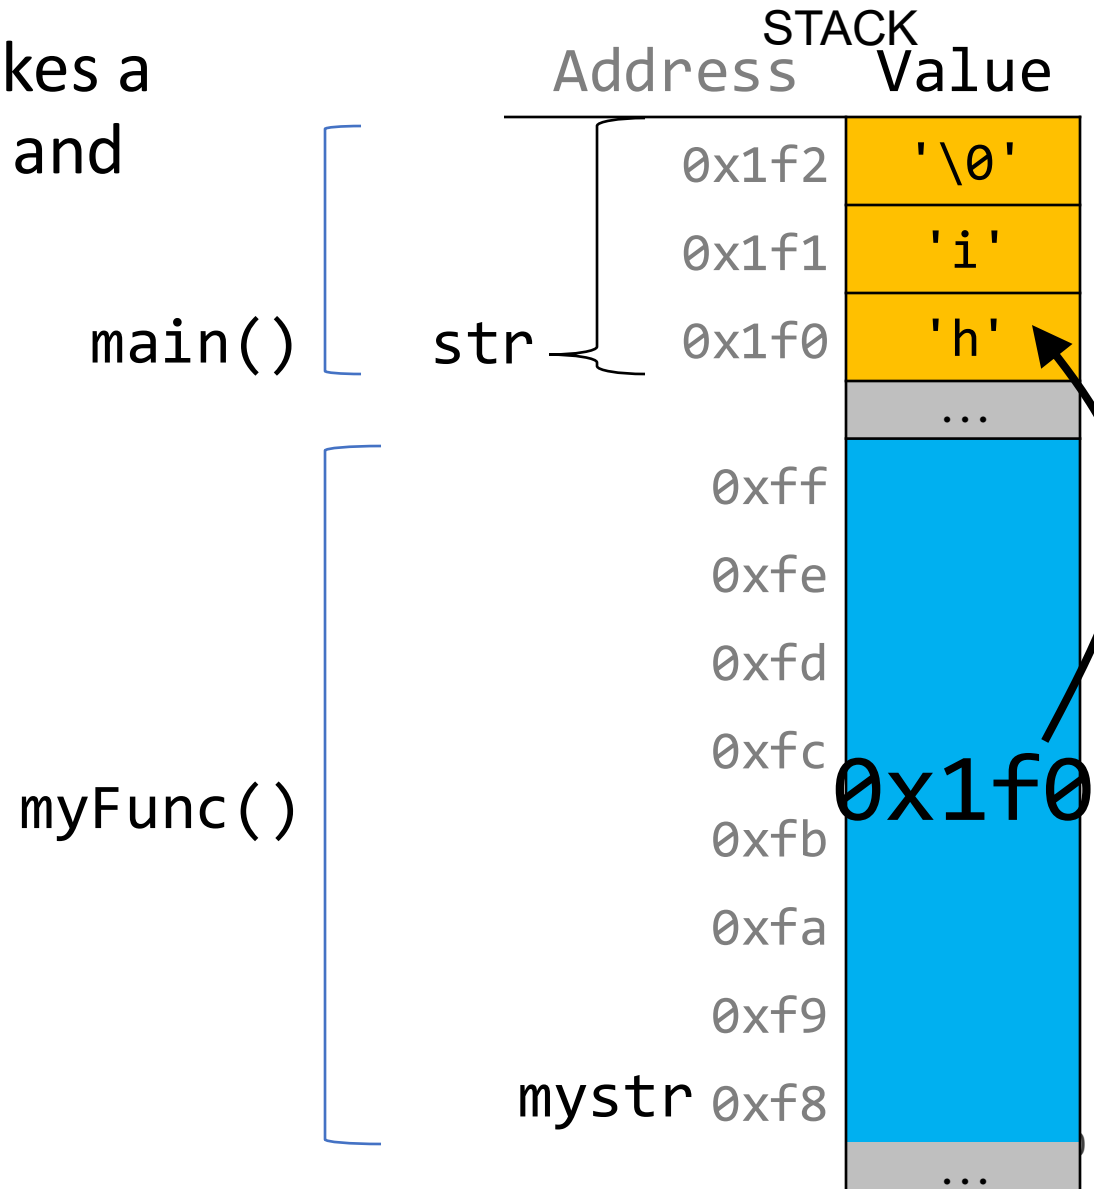 STACK
kes a
Address Value
and
0x1f2 '\0'
0x1f1 'i'
main() str 0x1f0 'h'
...
0xff
0xfe
0xfd
0xfc
0x1f0
myFunc()
0xfb
0xfa
0xf9
mystr 0xf8
...